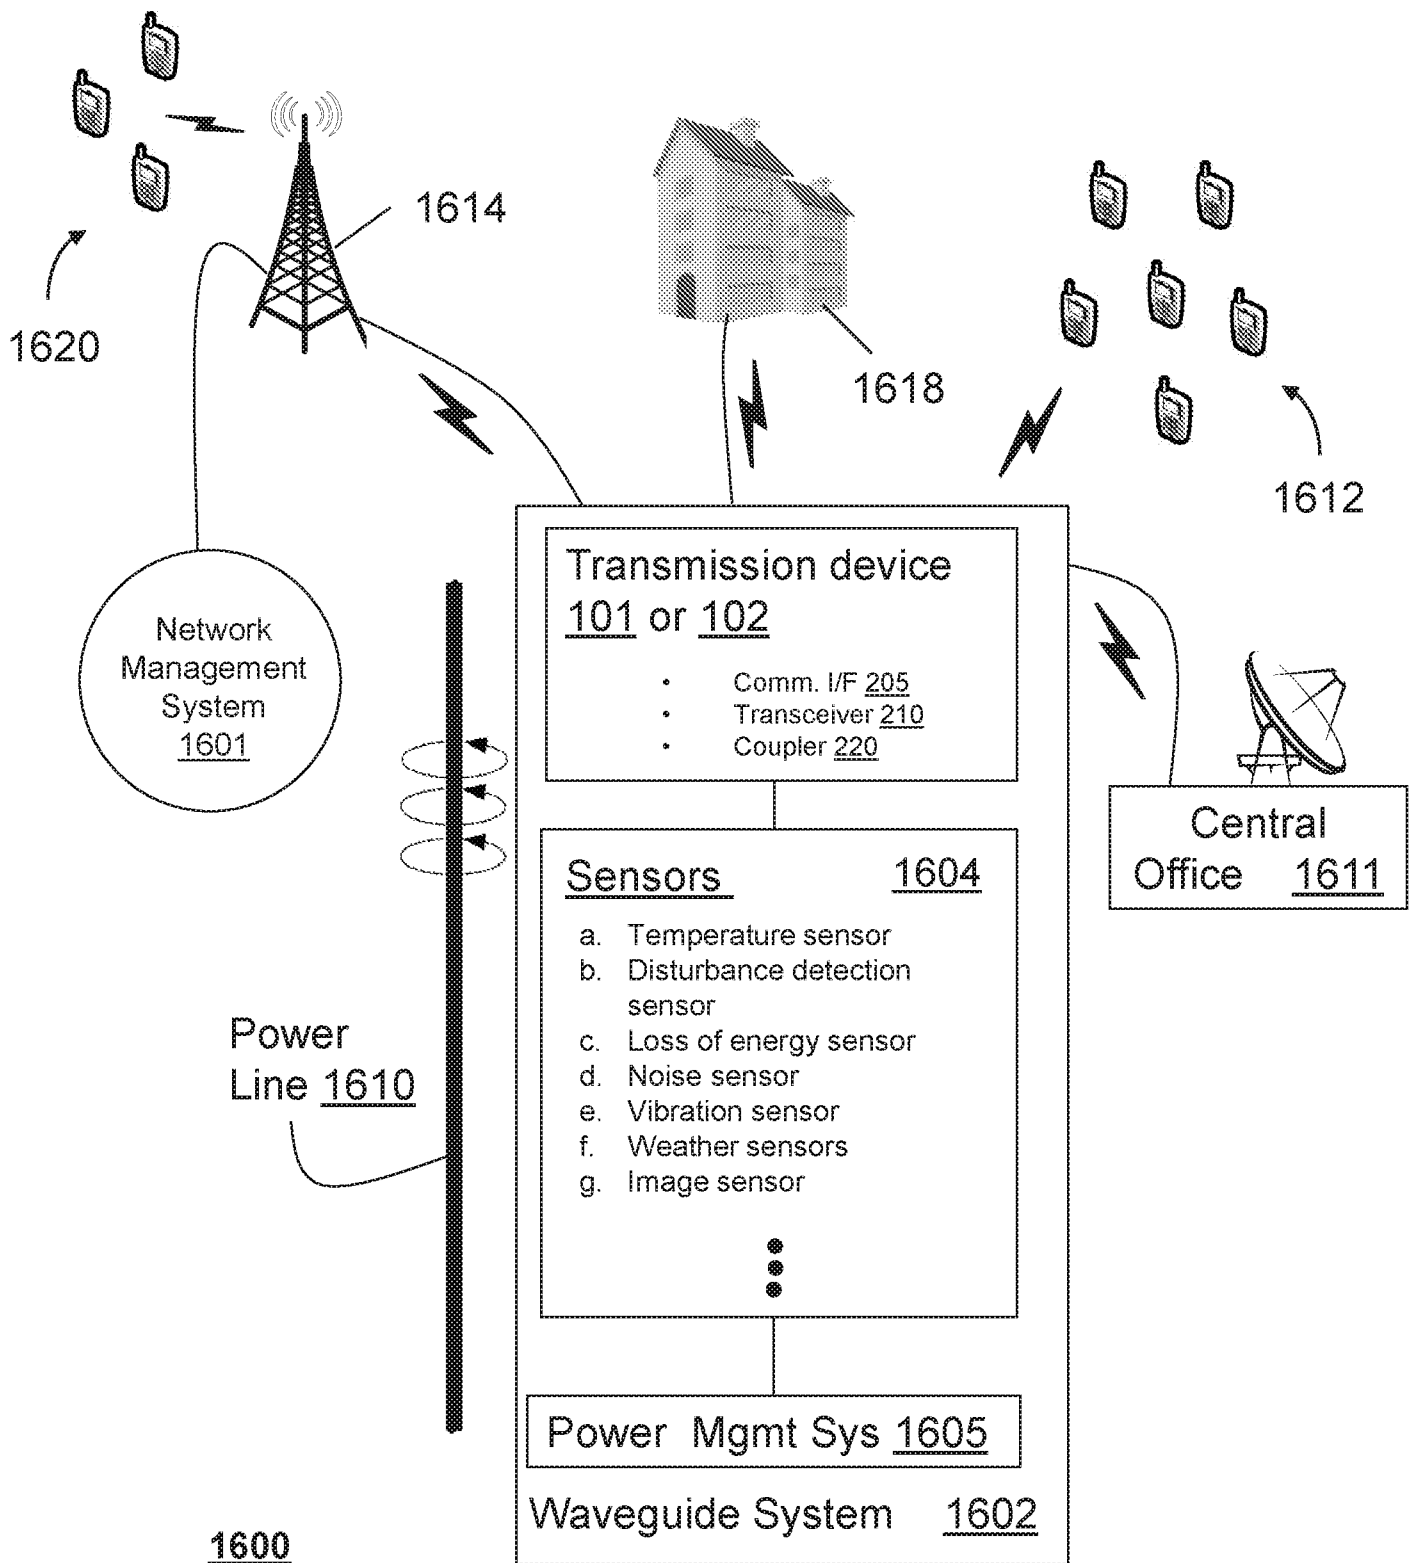 1614
1620
1618
1612
Transmission device
101 or 102
• Comm. I/F 205
• Transceiver 210
• Coupler 220
Network
Management
System
1601
Central
Office 1611
Sensors 1604
a. Temperature sensor
b. Disturbance detection
sensor
c. Loss of energy sensor
d. Noise sensor
e. Vibration sensor
f. Weather sensors
g. Image sensor
Power
Line 1610
Power Mgmt Sys 1605
Waveguide System 1602
1600